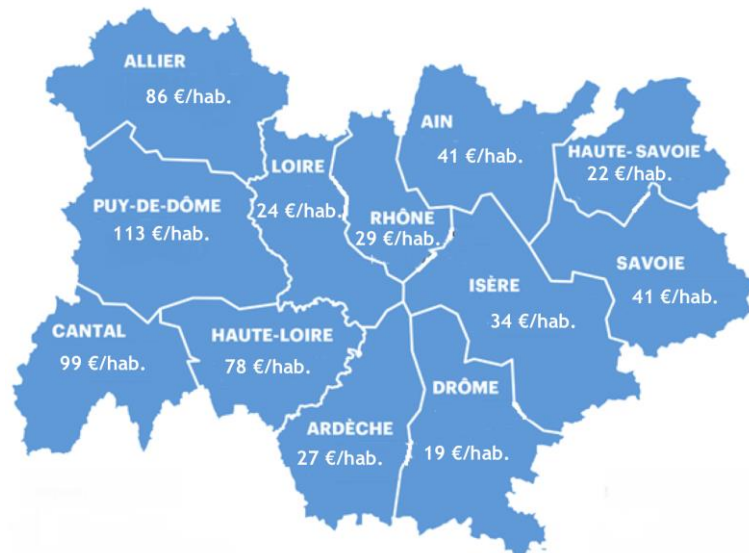 ALLIER
86 €/hab.
AIN
41 €/hab.
HAUTE- SAVOIE
22 €/hab.
LOIRE
24 €/hab.
PUY-DE-DÔME
113 €/hab.
RHÔNE
29 €/hab.
SAVOIE
41 €/hab.
ISÈRE
34 €/hab.
CANTAL
99 €/hab.
HAUTE-LOIRE
78 €/hab.
DRÔME
19 €/hab.
ARDÈCHE
27 €/hab.